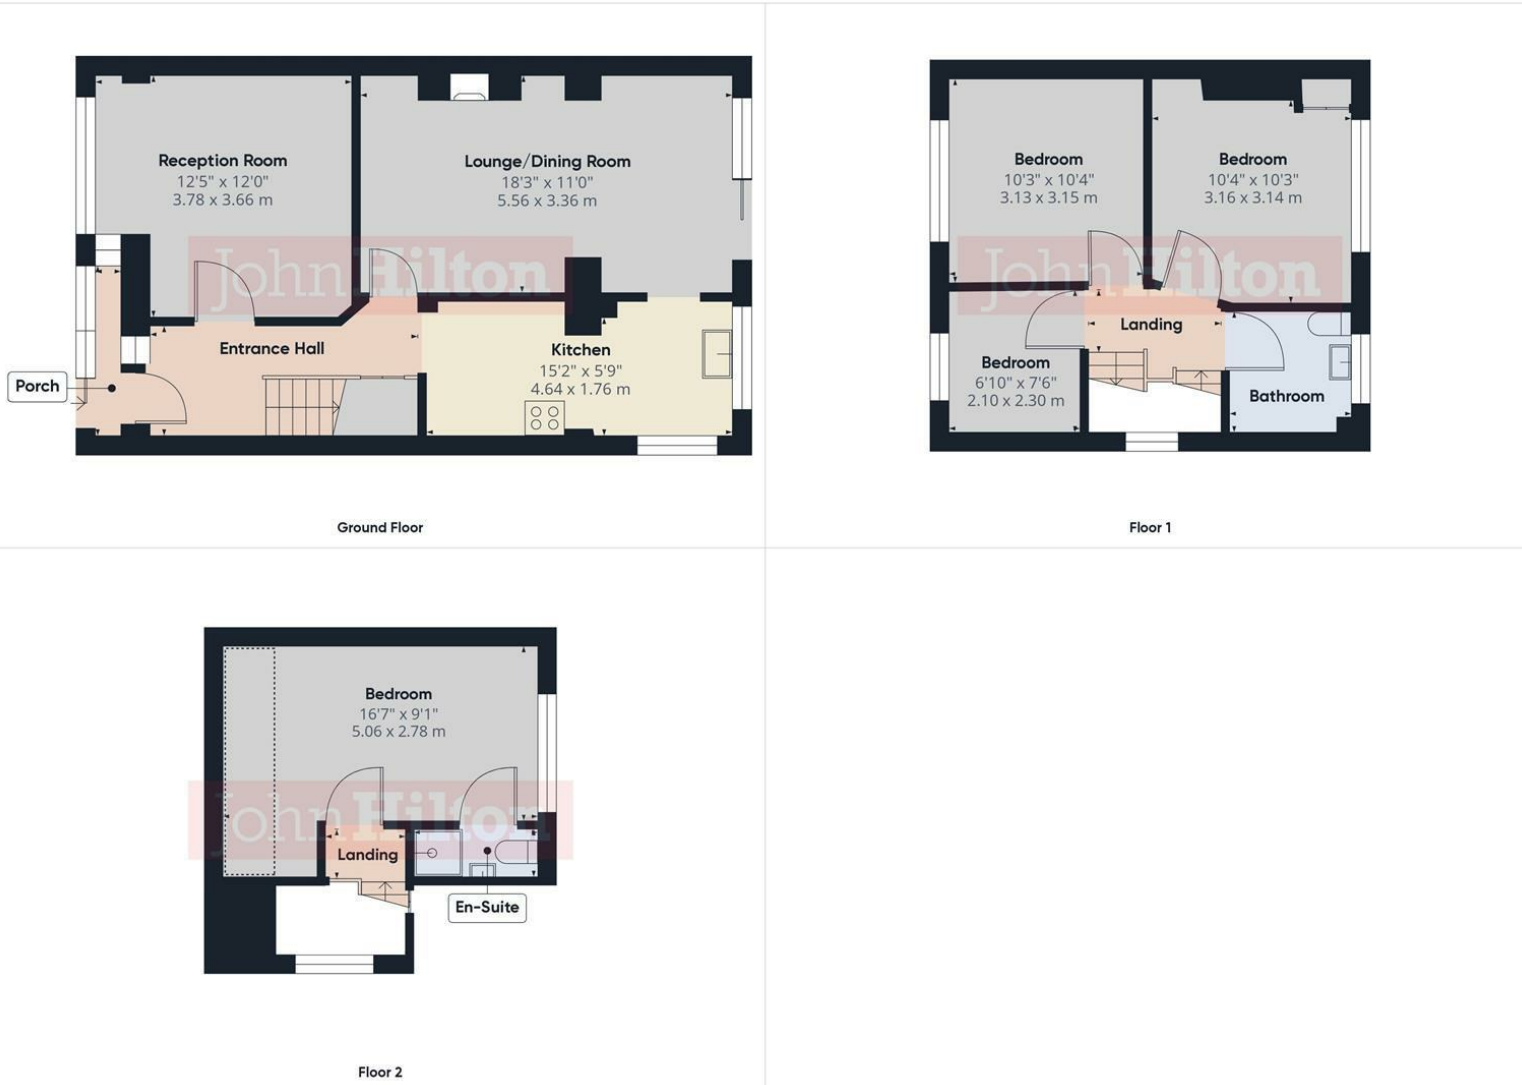 Reception Room
12'5" x 12'0"
3.78 x 3.66 m
Lounge/Dining Room
18'3" x 11'0"
5.56 x 3.36 m
John Hilton
Entrance Hall
Porch
Kitchen
15'2" x 5'9"
4.64 x 1.76 m
Ground Floor
Bedroom
10'3" x 10'4"
3.13 x 3.15 m
Bedroom
10'4" x 10'3"
3.16 x 3.14 m
John Hilton
Landing
Bedroom
6'10" x 7'6"
2.10 x 2.30 m
Bathroom
Floor 1
Bedroom
16'7" x 9'1"
5.06 x 2.78 m
John Hilton
Landing
En-Suite
Floor 2